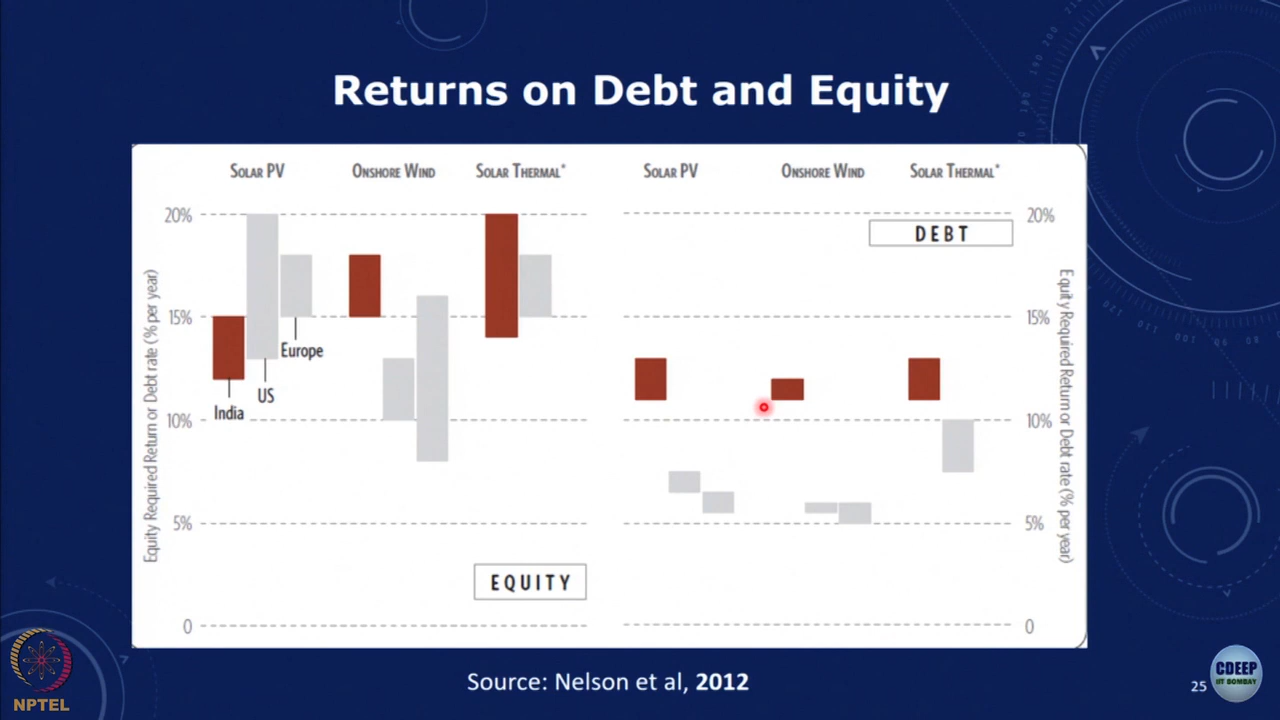 Returns on Debt and Equity
SOLAR PV ONSHORE WIND SOLAR THERMAL*
20%
15%
10%
5%
0
Equity Required Return or Debt rate (% per year)
India
US
Europe
EQUITY
SOLAR PV ONSHORE WIND SOLAR THERMAL*
DEBT
20%
15%
10%
5%
0
Equity Required Return or Debt rate (% per year)
Source: Nelson et al, 2012
NPTEL
25
CDEEP
IIT BOMBAY